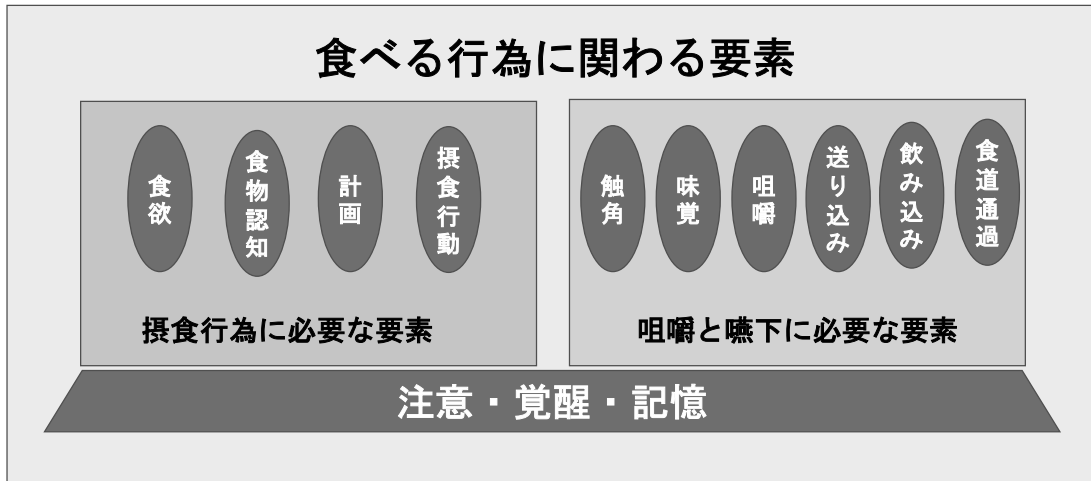 食べる行為に関わる要素
食欲
食物認知
計画
摂食行動
触角
味覚
咀嚼
送り込み
飲み込み
食道通過
摂食行為に必要な要素
咀嚼と嚥下に必要な要素
注意・覚醒・記憶